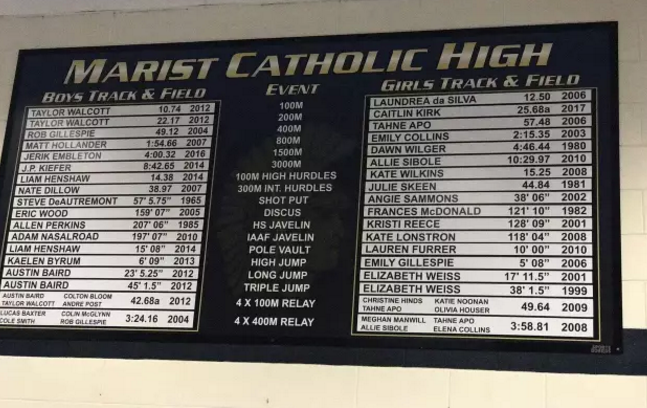 MARIST CATHOLIC HIGH
BOYS TRACK & FIELD EVENT GIRLS TRACK & FIELD
TAYLOR WALCOTT 10.74 2012 100M LAUNDREA da SILVA 12.50 2006
TAYLOR WALCOTT 22.17 2012 200M CAITLIN KIRK 25.68a 2017
ROB GILLESPIE 49.12 2004 400M TAHNE APO 57.48 2006
MATT HOLLANDER 1:54.66 2007 800M EMILY COLLINS 2:15.35 2003
JERIK EMBLETON 4:00.32 2016 1500M DAWN WILGER 4:46.44 1980
J.P. KIEFER 8:42.65 2014 3000M ALLIE SIBOLE 10:29.97 2010
LIAM HENSHAW 14.38 2014 100M HIGH HURDLES KATE WILKINS 15.25 2008
NATE DILLOW 38.97 2007 300M INT. HURDLES JULIE SKEEN 44.84 1981
STEVE DeAUTREMONT 57' 5.75" 1965 SHOT PUT ANGIE SAMMONS 38' 06" 2002
ERIC WOOD 159' 07" 2005 DISCUS FRANCES McDONALD 121' 10" 1982
ALLEN PERKINS 207' 06" 1985 HS JAVELIN KRISTI REECE 128' 09" 2001
ADAM NASALROAD 197' 07" 2010 IAAF JAVELIN KATE LONSTRON 118' 04" 2008
LIAM HENSHAW 15' 08" 2014 POLE VAULT LAUREN FURRER 10' 00" 2010
KAELEN BYRUM 6' 09" 2013 HIGH JUMP EMILY GILLESPIE 5' 08" 2006
AUSTIN BAIRD 23' 5.25" 2012 LONG JUMP ELIZABETH WEISS 17' 11.5" 2001
AUSTIN BAIRD 45' 1.5" 2012 TRIPLE JUMP ELIZABETH WEISS 38' 1.5" 1999
AUSTIN BAIRD COLTON BLOOM CHRISTINE HINDS KATIE NOONAN
TAYLOR WALCOTT ANDRE POST 42.68a 2012 4 X 100M RELAY TAHNE APO OLIVIA HOUSER 49.64 2009
LUCAS BAXTER COLIN McGLYNN MEGHAN MANWILL TAHNE APO
COLE SMITH ROB GILLESPIE 3:24.16 2004 4 X 400M RELAY ALLIE SIBOLE ELENA COLLINS 3:58.81 2008